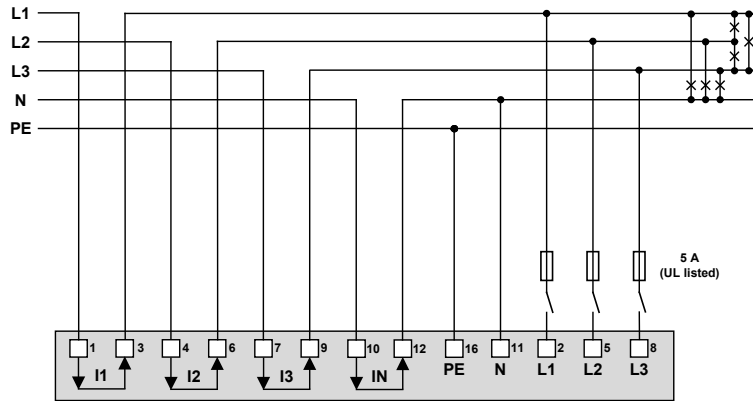 L1
L2
L3
N
PE
5 A
(UL listed)
1 3 4 6 7 9 10 12 16 11 2 5 8
I1 I2 I3 IN PE N L1 L2 L3